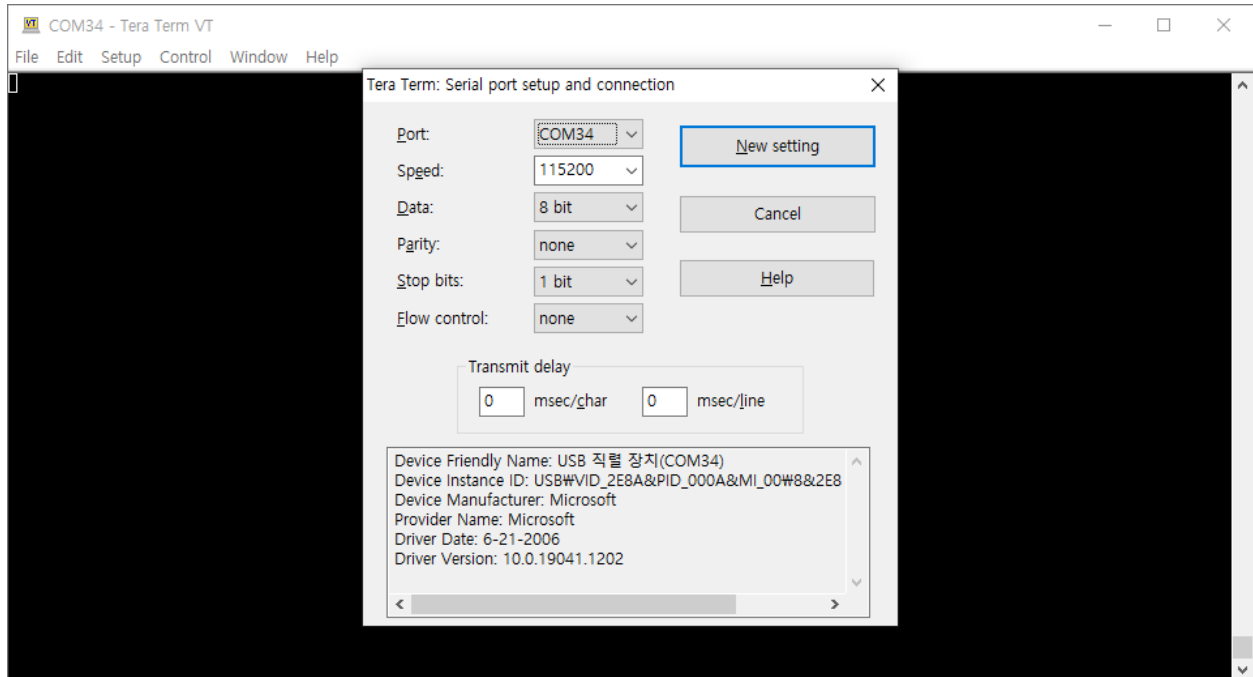 COM34 - Tera Term VT
File Edit Setup Control Window Help
Tera Term: Serial port setup and connection
Port: COM34 New setting
Speed: 115200
Data: 8 bit Cancel
Parity: none
Stop bits: 1 bit Help
Flow control: none
Transmit delay
0 msec/char 0 msec/line
Device Friendly Name: USB 직렬 장치(COM34)
Device Instance ID: USB₩VID_2E8A&PID_000A&MI_00₩8&2E8
Device Manufacturer: Microsoft
Provider Name: Microsoft
Driver Date: 6-21-2006
Driver Version: 10.0.19041.1202